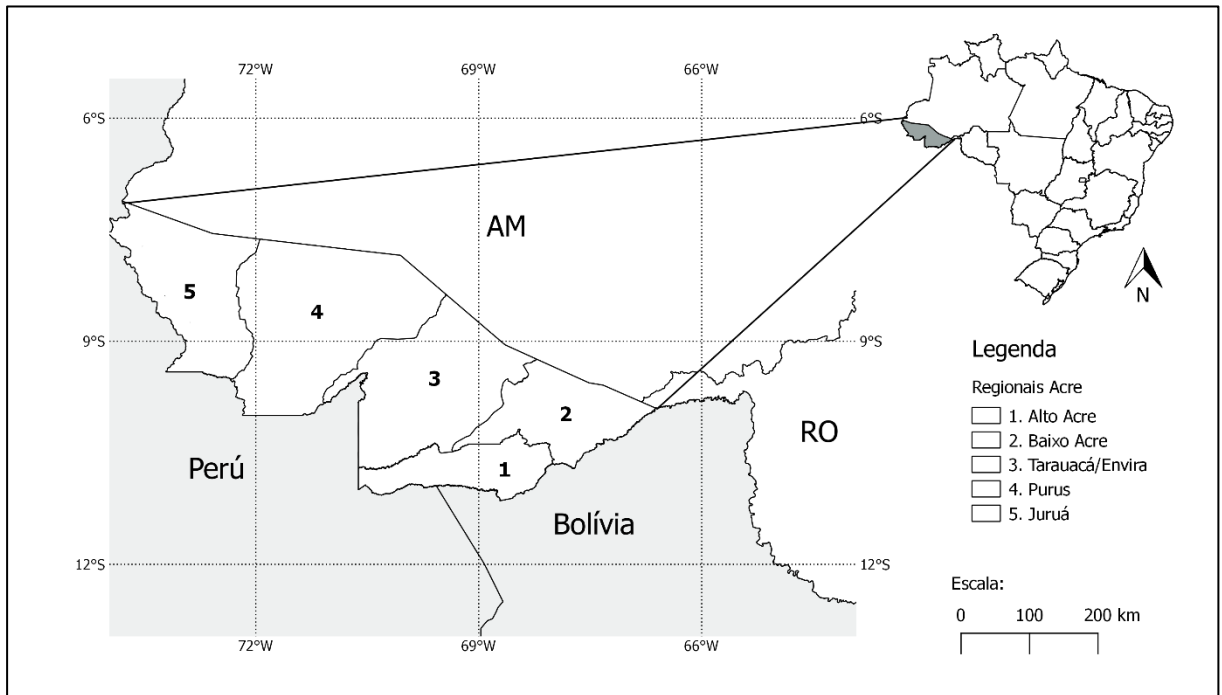 72°W 69°W 66°W
6°S 6°S
AM
N
5
4
9°S 9°S
Legenda
3
Regionais Acre
1. Alto Acre
2
2. Baixo Acre
RO
3. Tarauacá/Envira
Perú
1
4. Purus
Bolívia
5. Juruá
12°S 12°S
Escala:
0 100 200 km
72°W 69°W 66°W